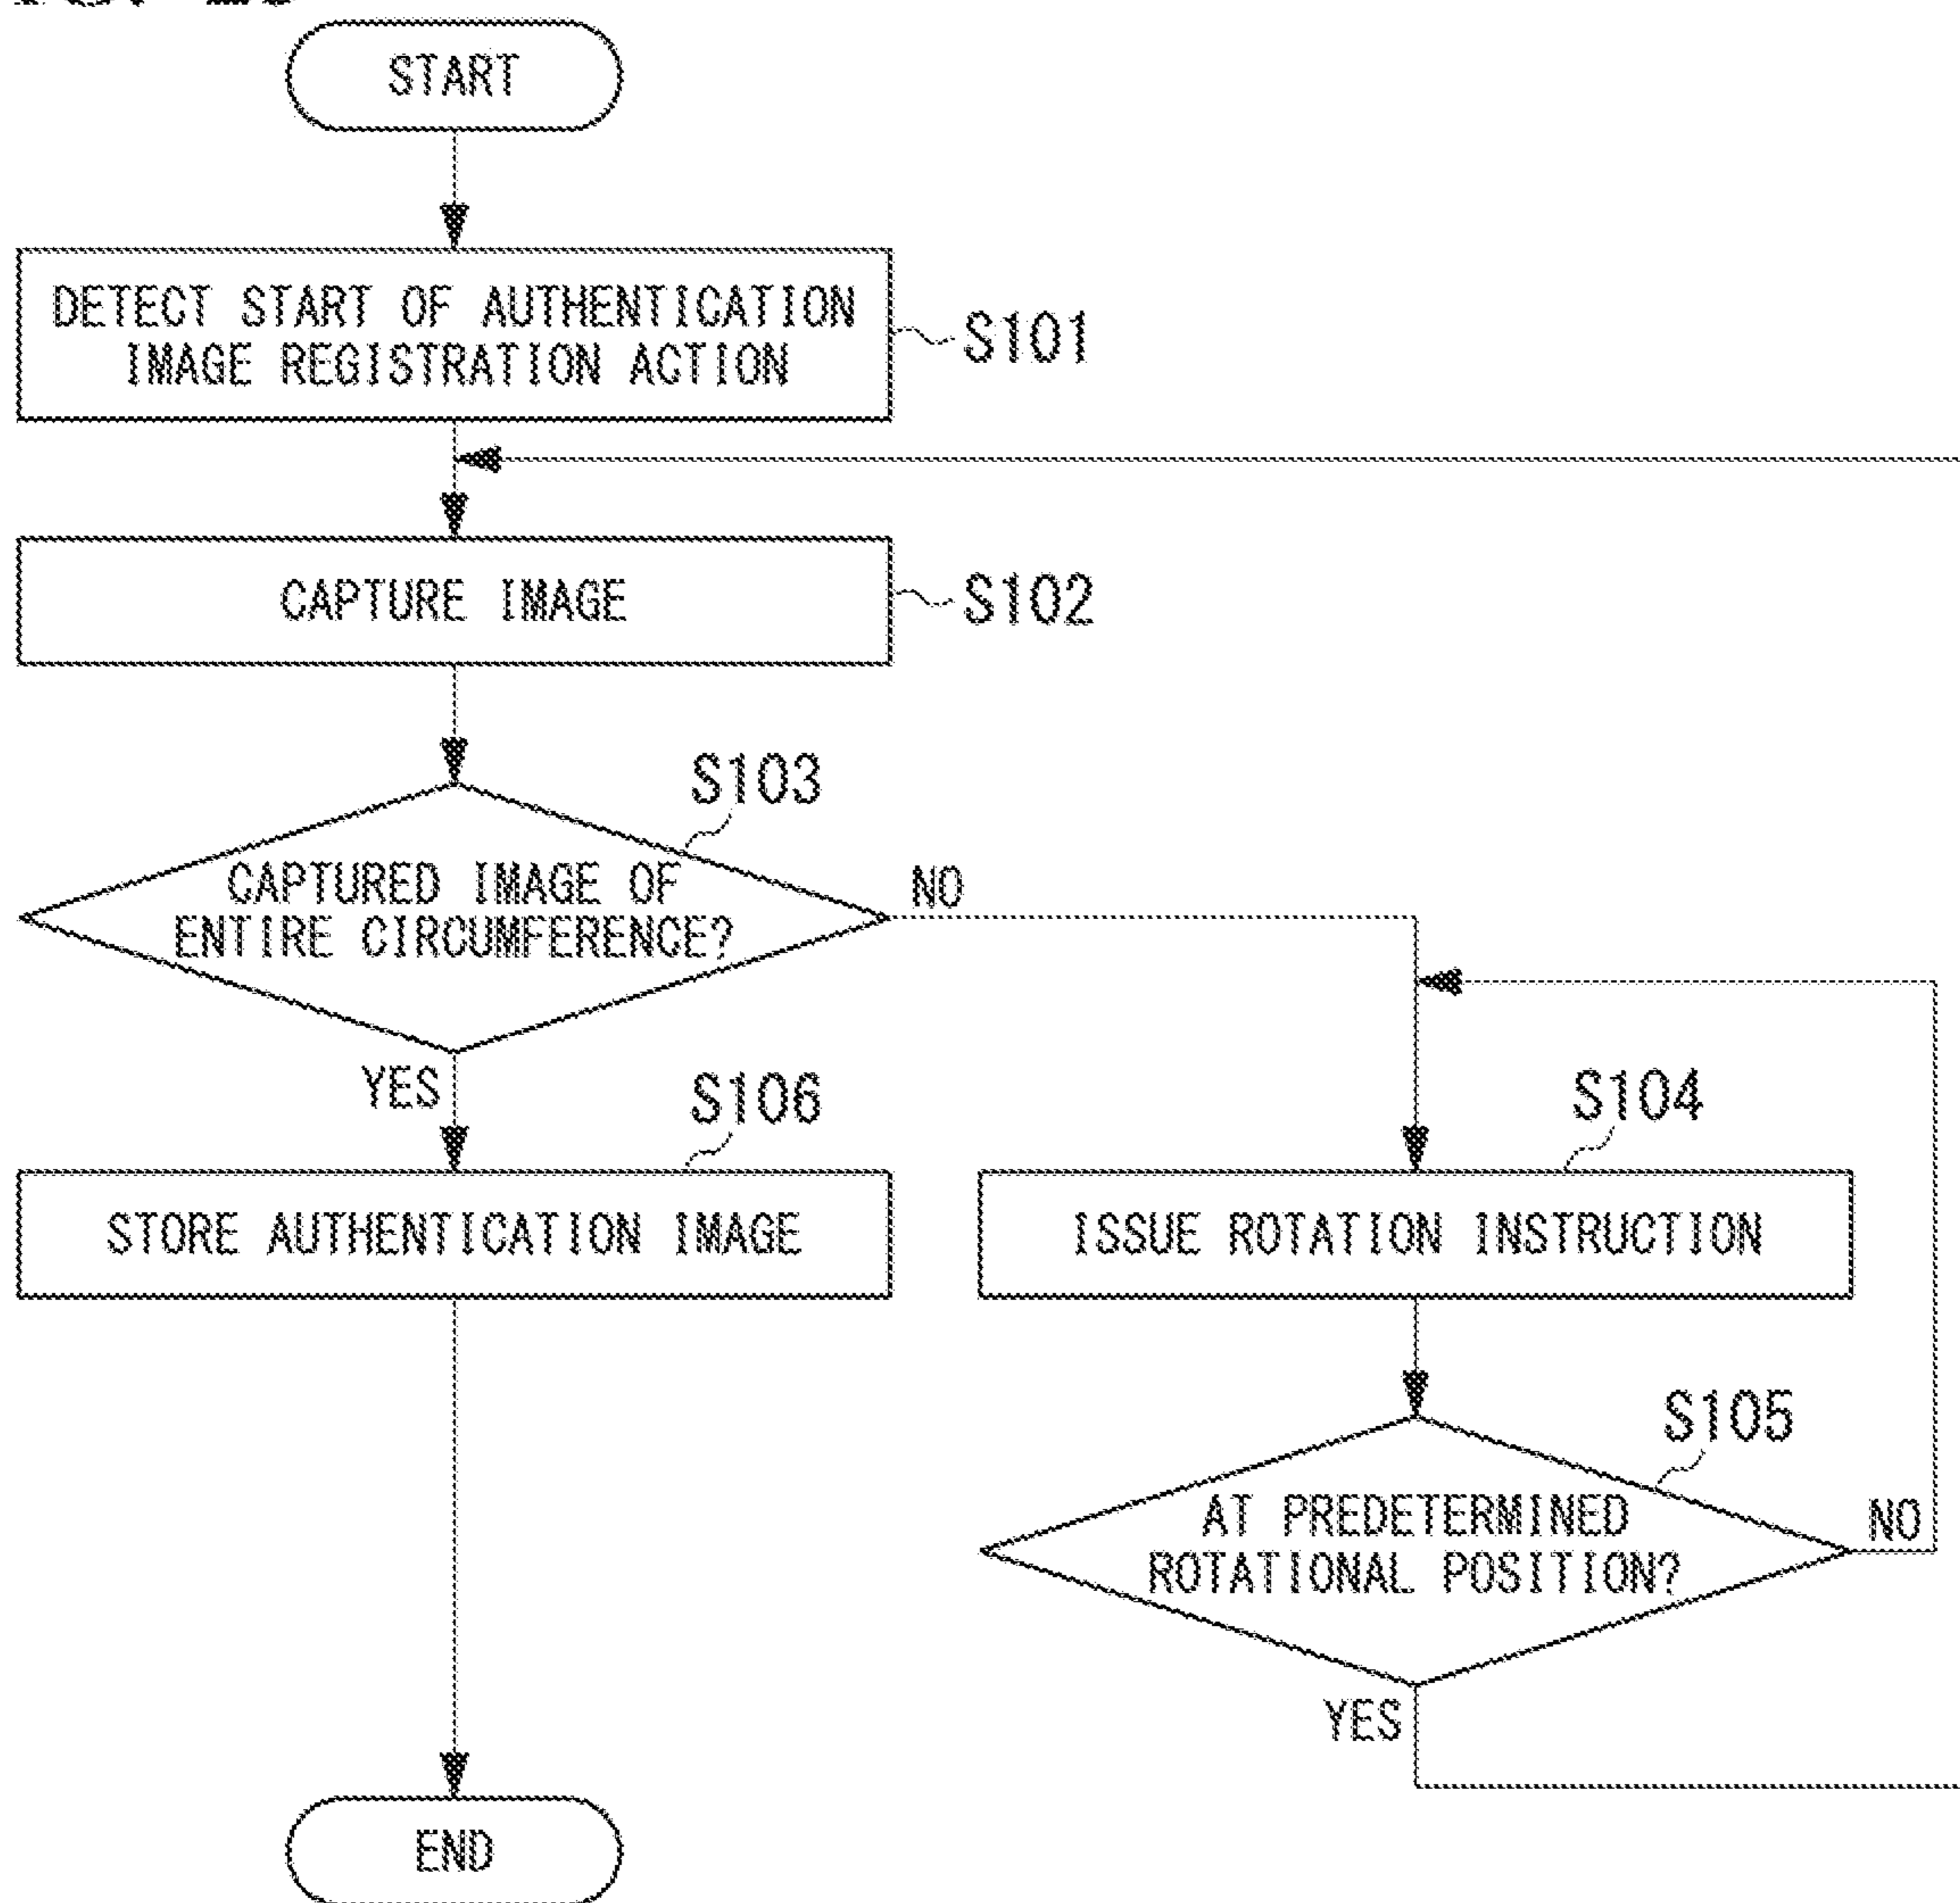 START
DETECT START OF AUTHENTICATION
IMAGE REGISTRATION ACTION
S101
CAPTURE IMAGE
S102
S103
CAPTURED IMAGE OF
ENTIRE CIRCUMFERENCE?
NO
YES
S106
STORE AUTHENTICATION IMAGE
S104
ISSUE ROTATION INSTRUCTION
S105
AT PREDETERMINED
ROTATIONAL POSITION?
NO
YES
END